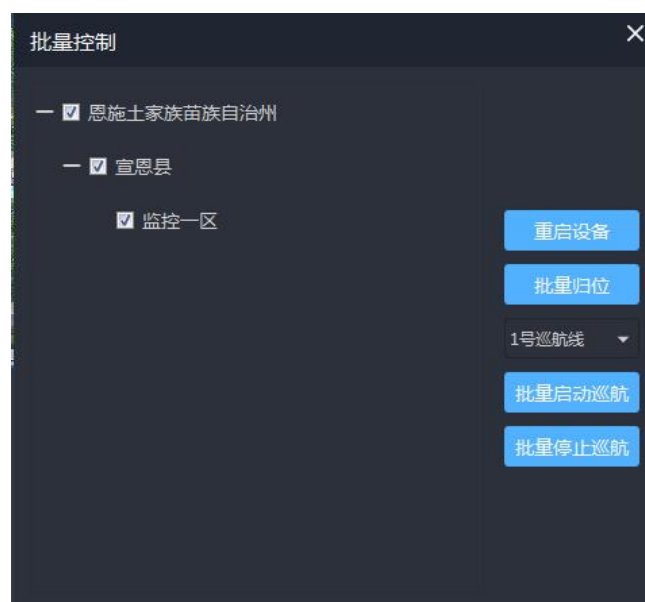 批量控制
恩施土家族苗族自治州
宣恩县
监控一区
重启设备
批量归位
1号巡航线
批量启动巡航
批量停止巡航